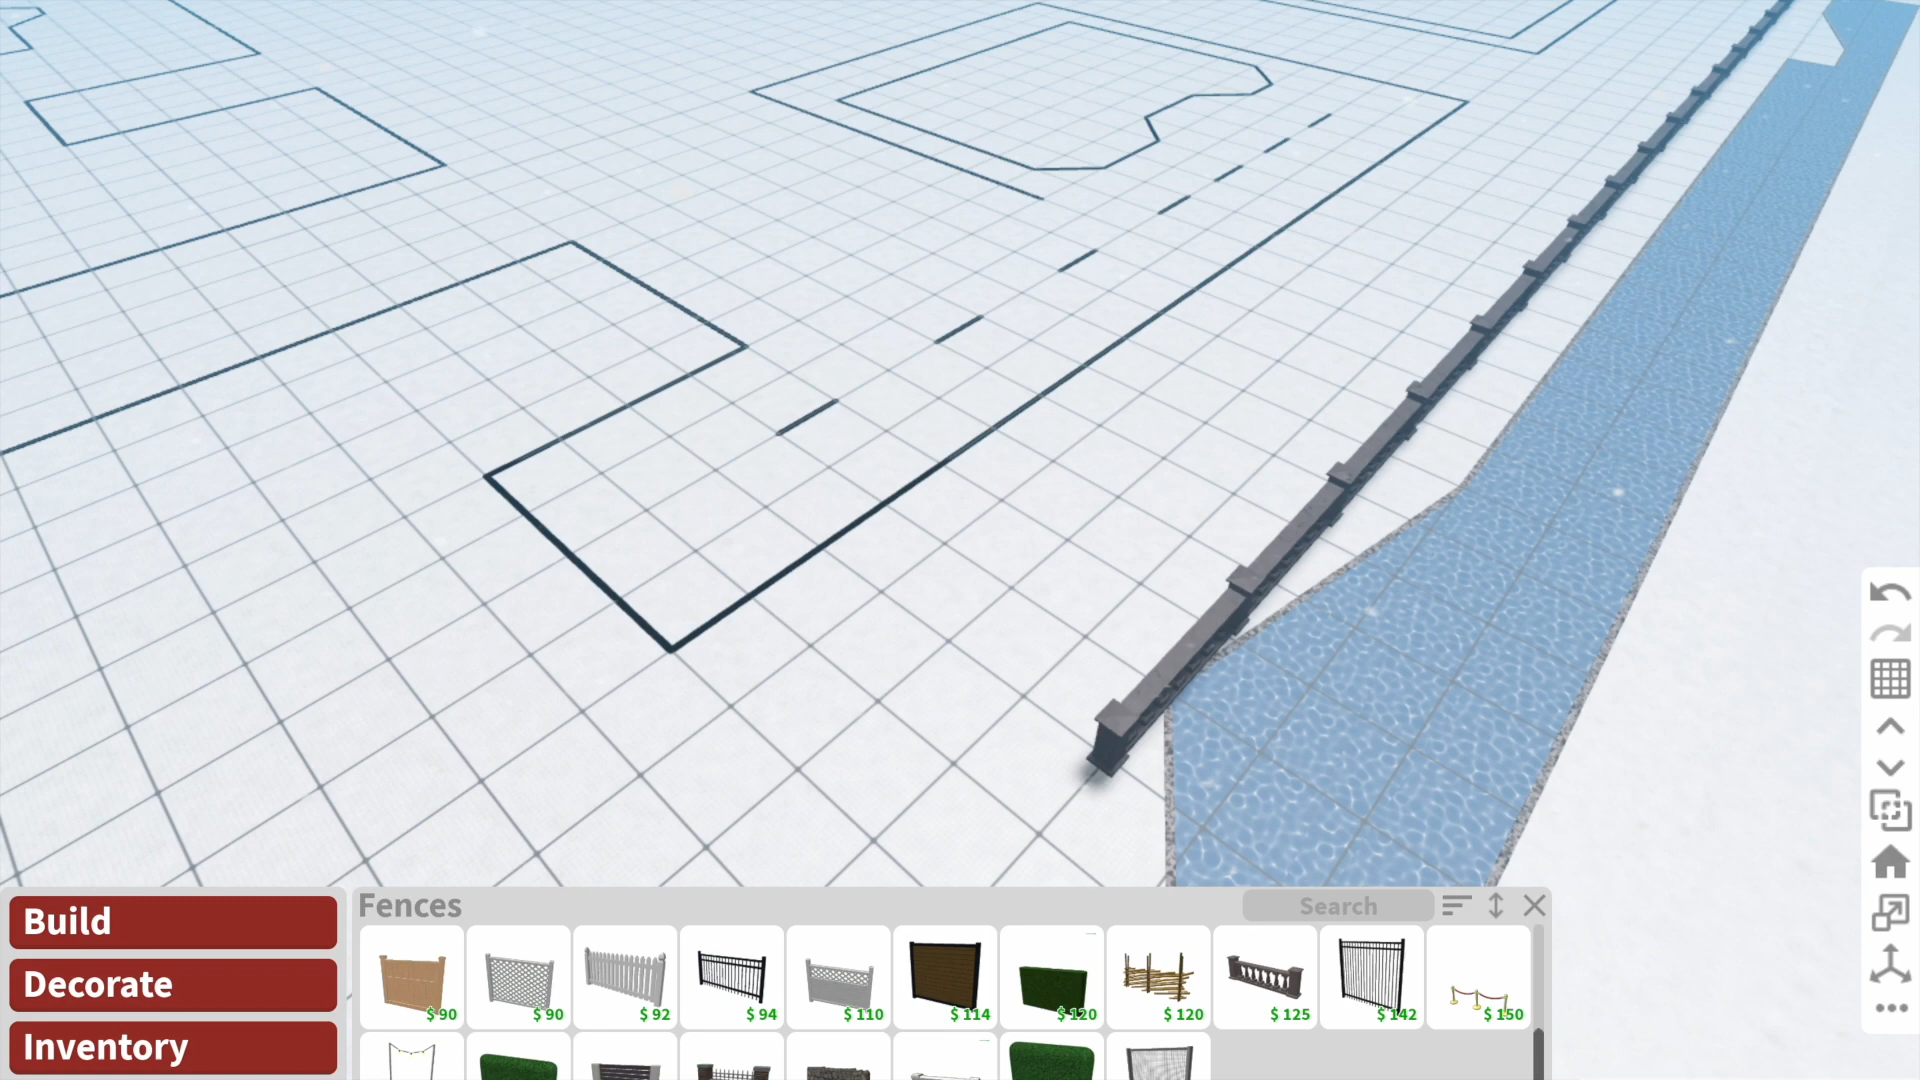 Build
Decorate
Inventory
Fences
Search
$ 90
$ 90
$ 92
$ 94
$ 110
$ 114
$ 120
$ 120
$ 125
$ 142
$ 150